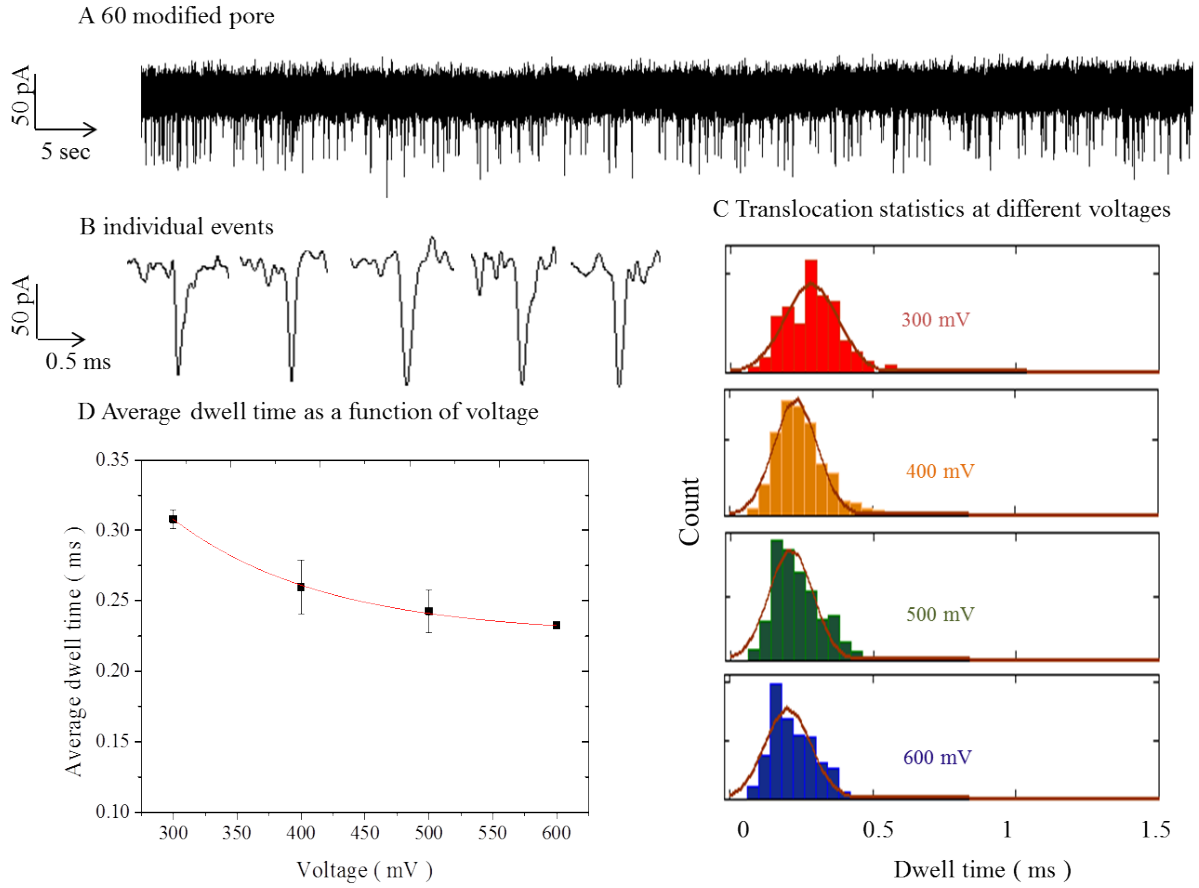 A 60 modified pore
50 pA
5 sec
B individual events
50 pA
0.5 ms
C Translocation statistics at different voltages
300 mV
400 mV
500 mV
600 mV
Count
0 0.5 1 1.5
Dwell time ( ms )
D Average dwell time as a function of voltage
0.35
0.30
0.25
0.20
0.15
0.10
Average dwell time ( ms )
300 350 400 450 500 550 600
Voltage ( mV )